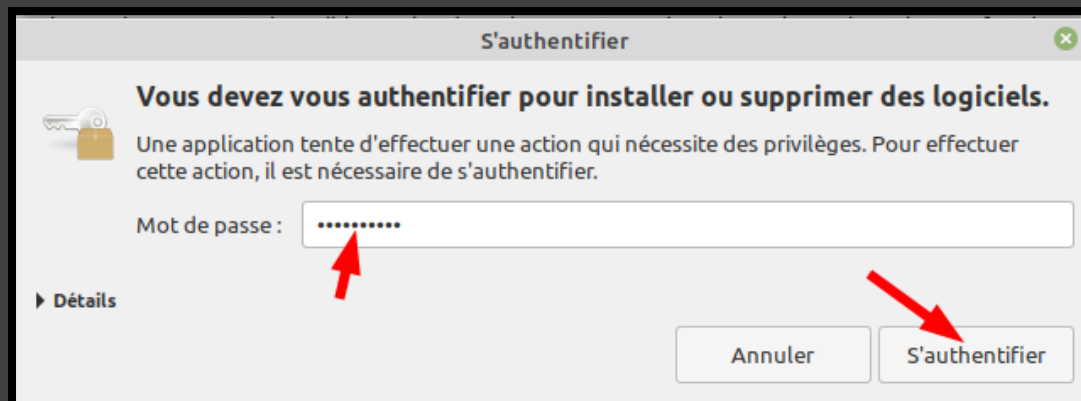 S'authentifier
Vous devez vous authentifier pour installer ou supprimer des logiciels.
Une application tente d'effectuer une action qui nécessite des privilèges. Pour effectuer
cette action, il est nécessaire de s'authentifier.
Mot de passe : ••••••••••
Détails
Annuler S'authentifier